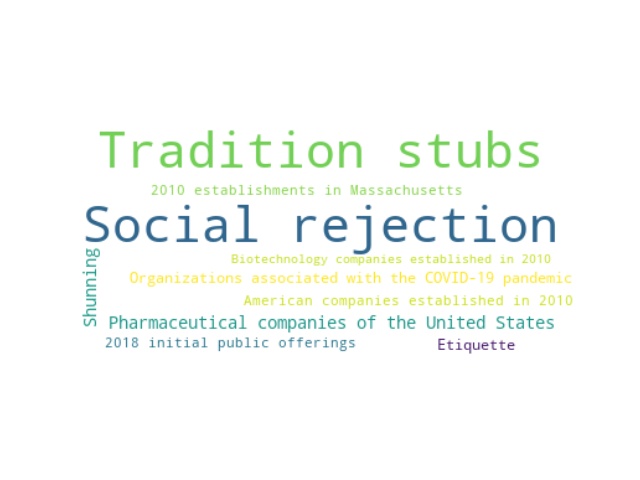 Tradition stubs
2010 establishments in Massachusetts
Social rejection
Shunning
Biotechnology companies established in 2010
Organizations associated with the COVID-19 pandemic
American companies established in 2010
Pharmaceutical companies of the United States
2018 initial public offerings
Etiquette